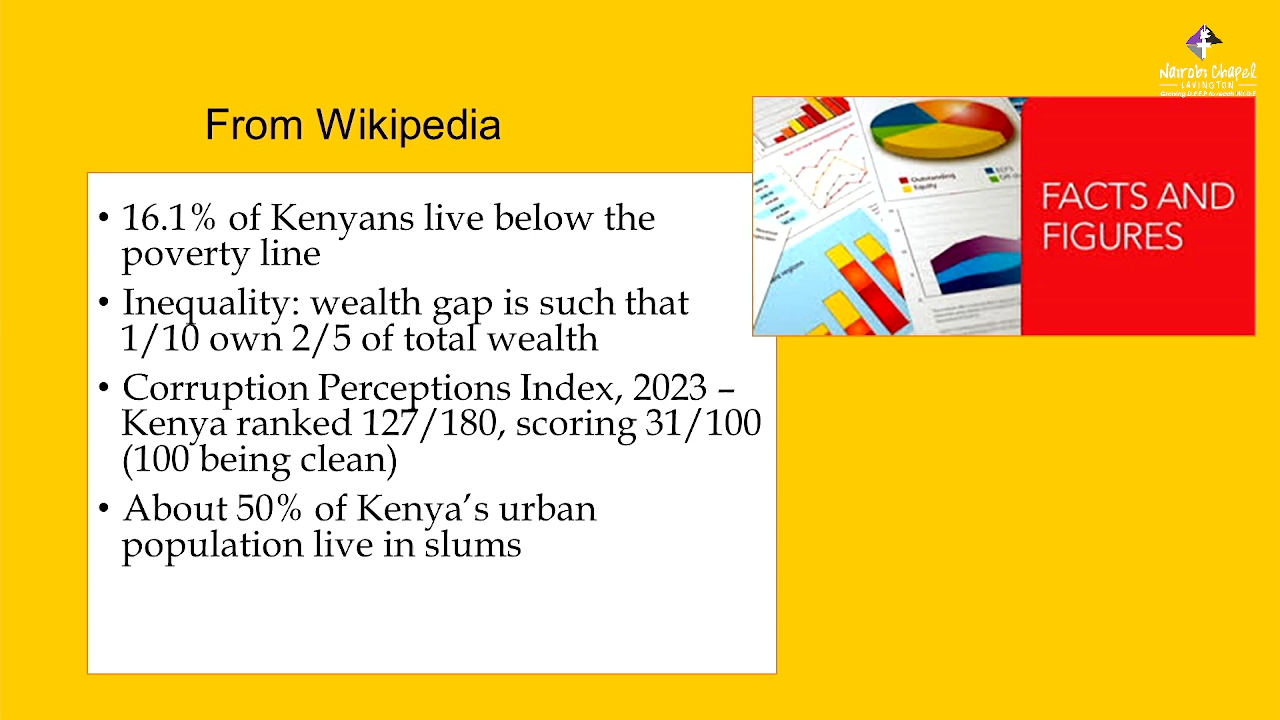 Nairobi Chapel
LAVINGTON
From Wikipedia
• 16.1% of Kenyans live below the
poverty line
• Inequality: wealth gap is such that
1/10 own 2/5 of total wealth
• Corruption Perceptions Index, 2023 –
Kenya ranked 127/180, scoring 31/100
(100 being clean)
• About 50% of Kenya’s urban
population live in slums
Outstanding
Equity
FACTS AND
FIGURES